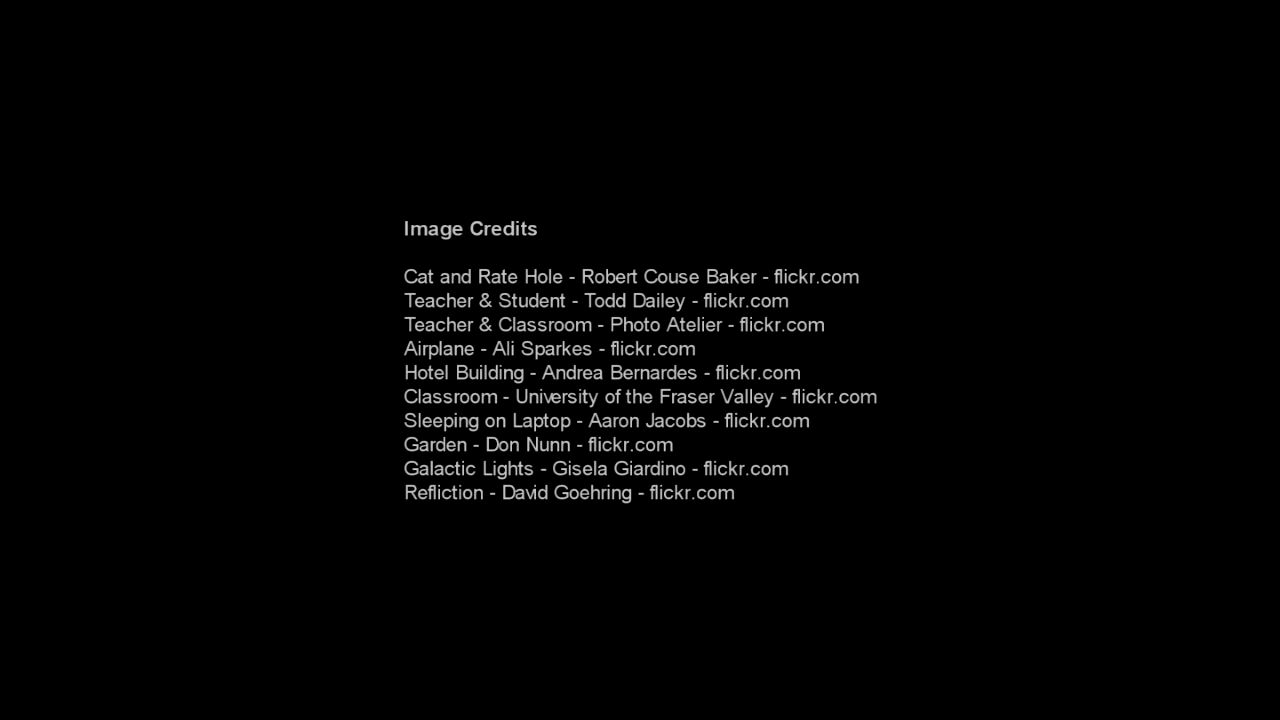 Image Credits
Cat and Rate Hole - Robert Couse Baker - flickr.com
Teacher & Student - Todd Dailey - flickr.com
Teacher & Classroom - Photo Atelier - flickr.com
Airplane - Ali Sparkes - flickr.com
Hotel Building - Andrea Bernardes - flickr.com
Classroom - University of the Fraser Valley - flickr.com
Sleeping on Laptop - Aaron Jacobs - flickr.com
Garden - Don Nunn - flickr.com
Galactic Lights - Gisela Giardino - flickr.com
Refliction - David Goehring - flickr.com